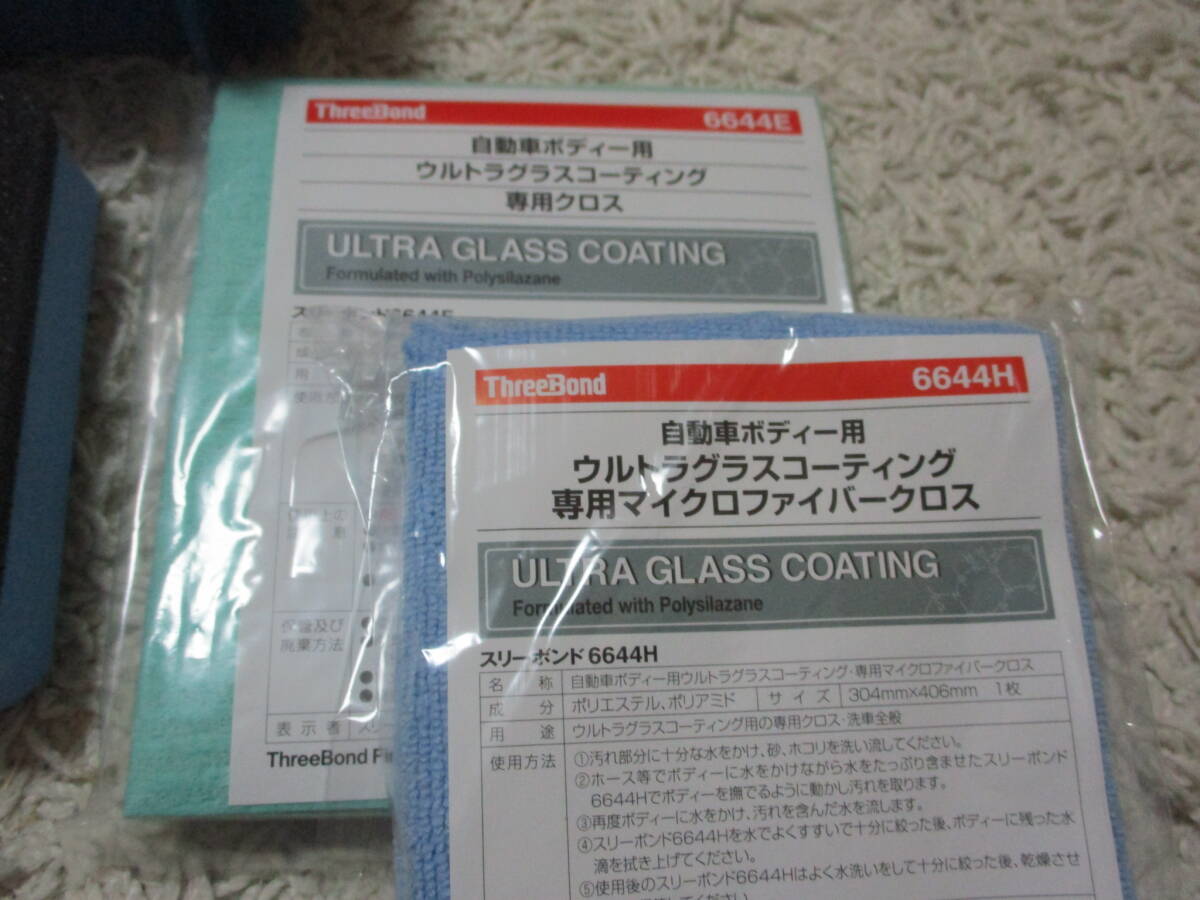 ThreeBond 6644E
自動車ボディー用
ウルトラグラスコーティング
専用クロス
ULTRA GLASS COATING
Formulated with Polysilazane
用
保管及び
廃棄方法
表示者
ThreeBond
ThreeBond 6644H
自動車ボディー用
ウルトラグラスコーティング
専用マイクロファイバークロス
ULTRA GLASS COATING
Formulated with Polysilazane
スリーボンド6644H
名称 自動車ボディー用ウルトラグラスコーティング・専用マイクロファイバークロス
成分 ポリエステル、ポリアミド サイズ 304mm×406mm 1枚
用途 ウルトラグラスコーティング用の専用クロス・洗車全般
使用方法 ①汚れ部分に十分な水をかけ、砂、ホコリを洗い流してください。
②ホース等でボディーに水をかけながら水をたっぷり含ませたスリーボンド
6644Hでボディーを撫でるように動かし汚れを取ります。
③再度ボディーに水をかけ、汚れを含んだ水を流します。
④スリーボンド6644Hを水でよくすすいで十分に絞った後、ボディーに残った水
滴を拭き上げてください。
⑤使用後のスリーボンド6644Hはよく水洗いをして十分に絞った後、乾燥させ